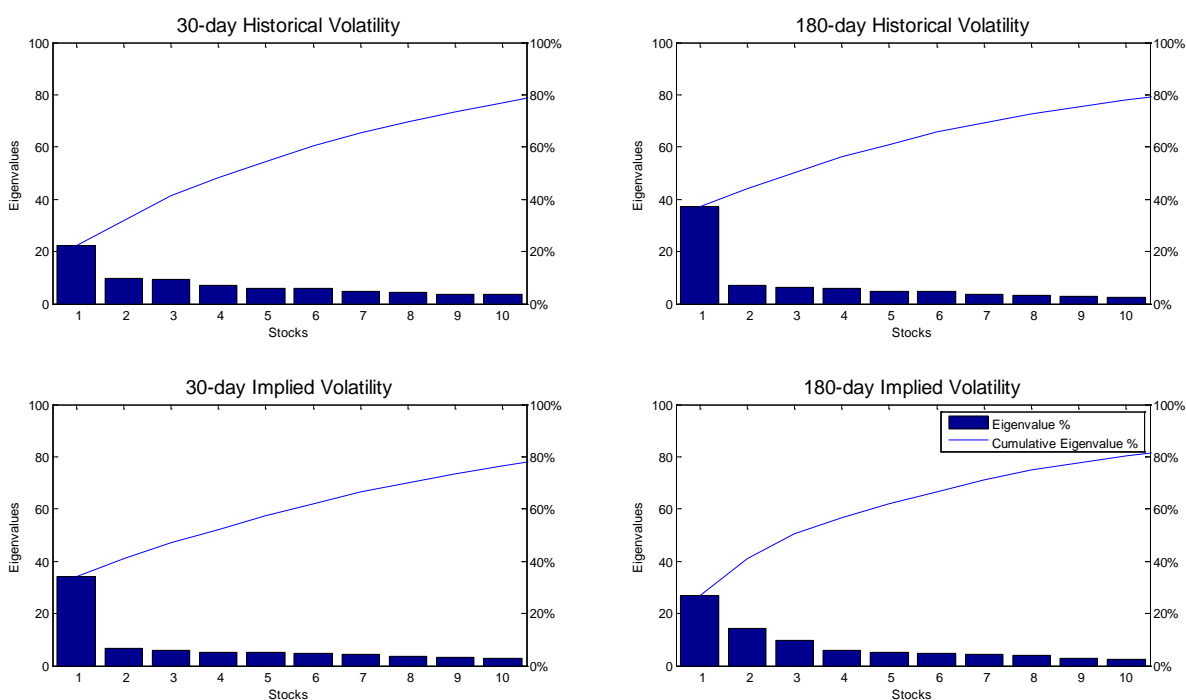 30-day Historical Volatility
100
80
60
40
20
0
Eigenvalues
100%
80%
60%
40%
20%
0%
1 2 3 4 5 6 7 8 9 10
Stocks
180-day Historical Volatility
100
80
60
40
20
0
Eigenvalues
100%
80%
60%
40%
20%
0%
1 2 3 4 5 6 7 8 9 10
Stocks
30-day Implied Volatility
100
80
60
40
20
0
Eigenvalues
100%
80%
60%
40%
20%
0%
1 2 3 4 5 6 7 8 9 10
Stocks
180-day Implied Volatility
100
80
60
40
20
0
Eigenvalues
100%
80%
60%
40%
20%
0%
Eigenvalue %
Cumulative Eigenvalue %
1 2 3 4 5 6 7 8 9 10
Stocks